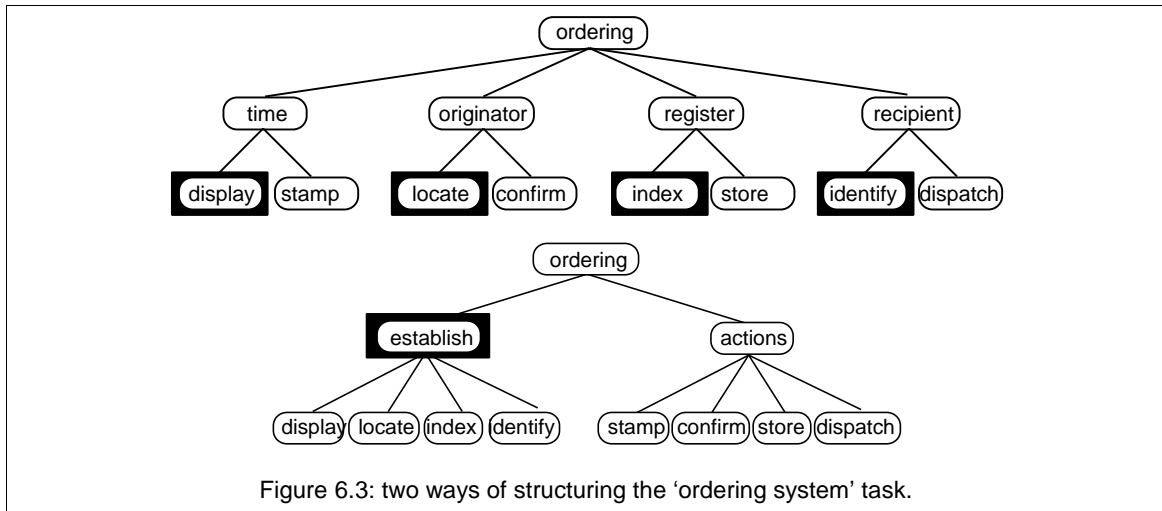 ordering
time originator register recipient
display stamp locate confirm index store identify dispatch
ordering
establish actions
display locate index identify stamp confirm store dispatch
Figure 6.3: two ways of structuring the ‘ordering system’ task.